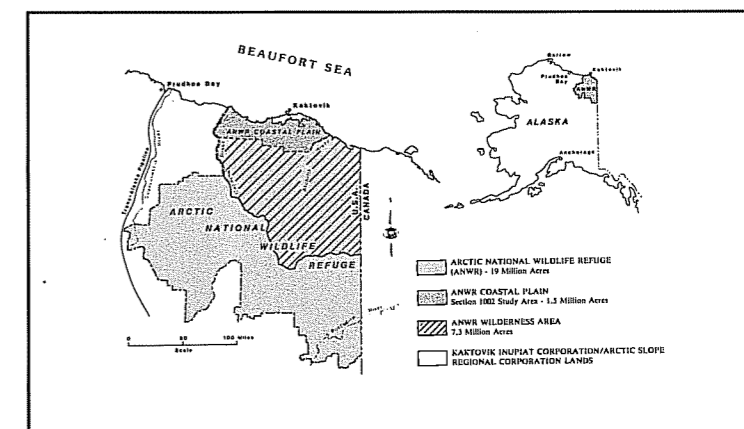 BEAUFORT SEA
Prudhoe Bay
Kaktovik
ANWR COASTAL PLAIN
ARCTIC
NATIONAL
WILDLIFE
REFUGE
U.S.A.
CANADA
0 50 100 Miles
Scale
Barrow
Prudhoe Bay
Kaktovik
ANWR
ALASKA
Anchorage
ARCTIC NATIONAL WILDLIFE REFUGE
(ANWR) - 19 Million Acres
ANWR COASTAL PLAIN
Section 1002 Study Area - 1.5 Million Acres
ANWR WILDERNESS AREA
7.3 Million Acres
KAKTOVIK INUPIAT CORPORATION/ARCTIC SLOPE
REGIONAL CORPORATION LANDS